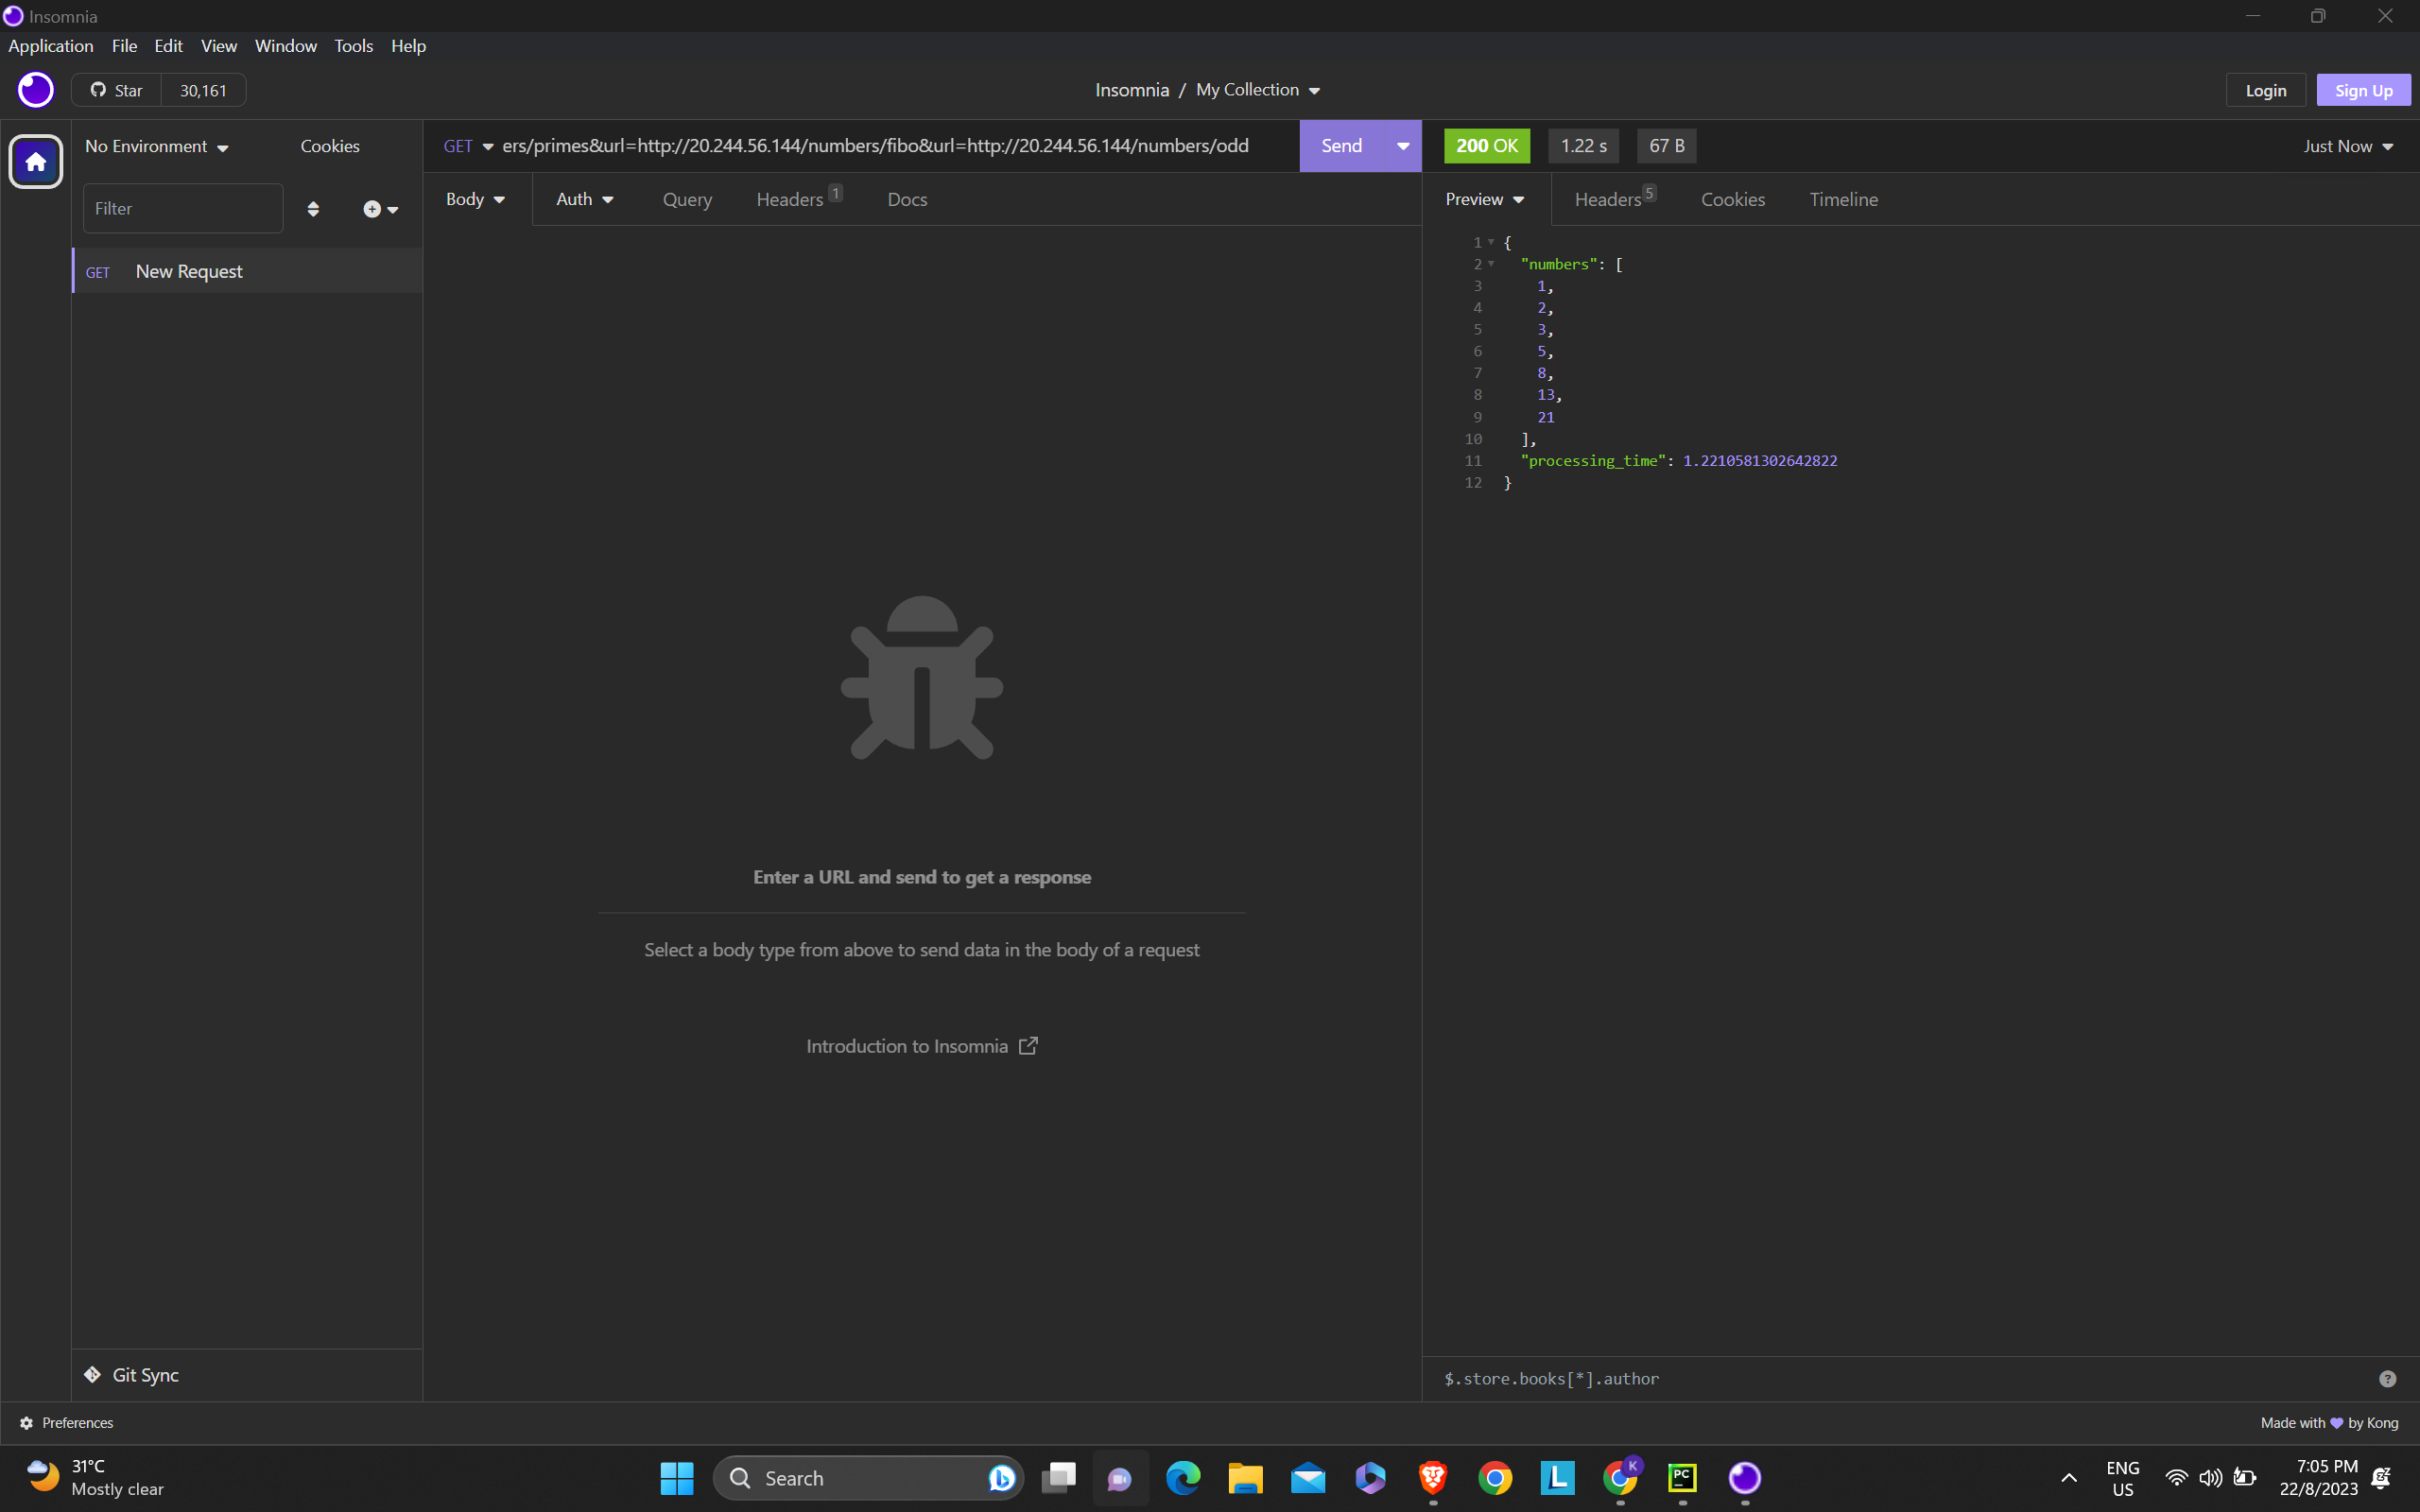 Insomnia
Application File Edit View Window Tools Help
Star 30,161
Insomnia / My Collection
Login Sign Up
No Environment Cookies
GET ers/primes&url=http://20.244.56.144/numbers/fibo&url=http://20.244.56.144/numbers/odd
Send
200 OK 1.22 s 67 B
Just Now
Filter
Body Auth Query Headers 1 Docs
Preview Headers 5 Cookies Timeline
GET New Request
1 {
2 "numbers": [
3 1,
4 2,
5 3,
6 5,
7 8,
8 13,
9 21
10 ],
11 "processing_time": 1.2210581302642822
12 }
Enter a URL and send to get a response
Select a body type from above to send data in the body of a request
Introduction to Insomnia
Git Sync
$.store.books[*].author
?
Preferences
Made with 💜 by Kong
31°C
Mostly clear
Search
b
L
K
PC
ENG
US
7:05 PM
22/8/2023